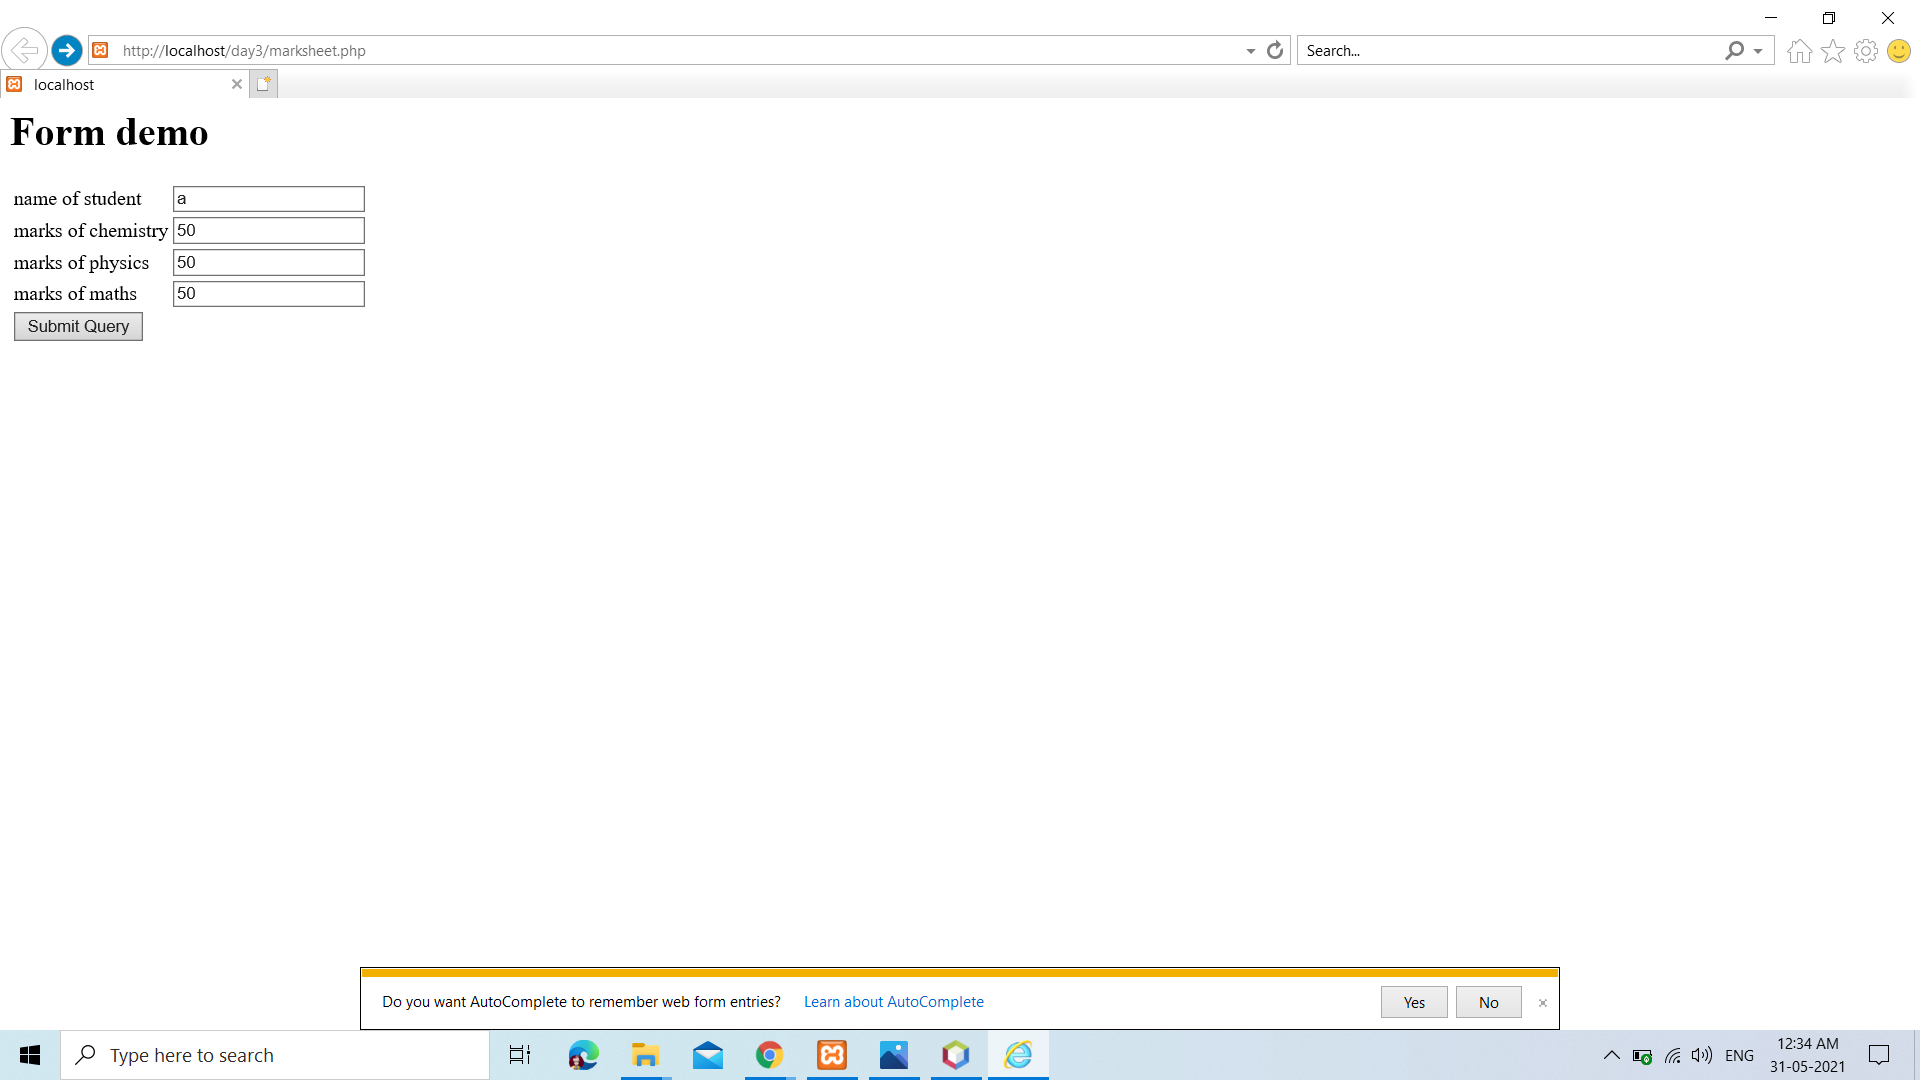 http://localhost/day3/marksheet.php
Search...
localhost
Form demo
name of student a
marks of chemistry 50
marks of physics 50
marks of maths 50
Submit Query
Do you want AutoComplete to remember web form entries? Learn about AutoComplete Yes No
Type here to search
ENG
12:34 AM
31-05-2021